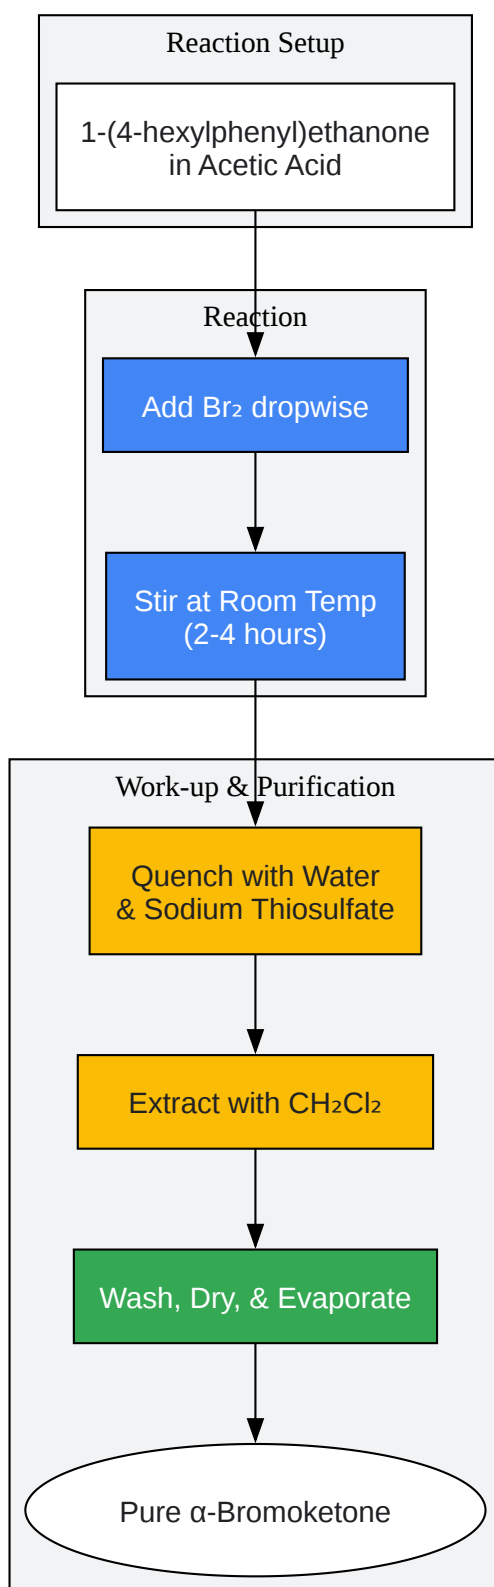 Reaction Setup
1-(4-hexylphenyl)ethanone
in Acetic Acid
Reaction
Add Br₂ dropwise
Stir at Room Temp
(2-4 hours)
Work-up & Purification
Quench with Water
& Sodium Thiosulfate
Extract with CH₂Cl₂
Wash, Dry, & Evaporate
Pure α-Bromoketone